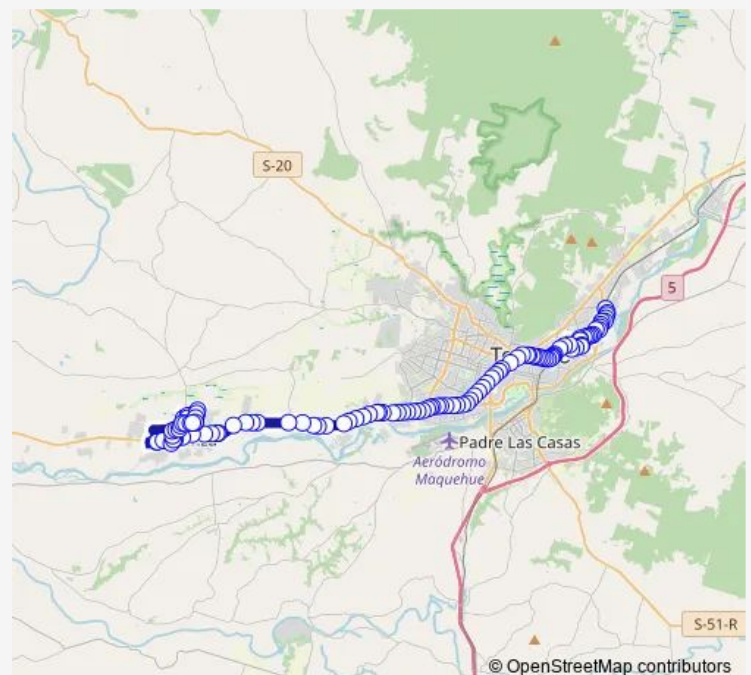 S-20
5
Padre Las Casas
Aeródromo
Maquehue
S-51-R
© OpenStreetMap contributors